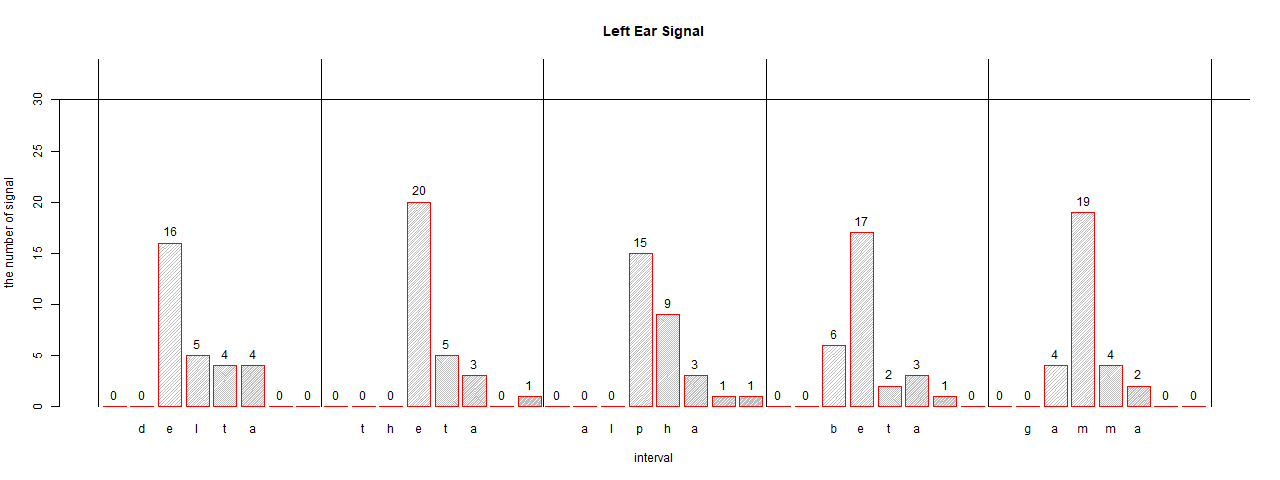 Left Ear Signal
the number of signal
30
25
20
15
10
5
0
0 0 16 5 4 4 0 0
0 0 0 20 5 3 0 1
0 0 0 15 9 3 1 1
0 0 6 17 2 3 1 0
0 0 4 19 4 2 0 0
d e l t a
t h e t a
a l p h a
b e t a
g a m m a
interval